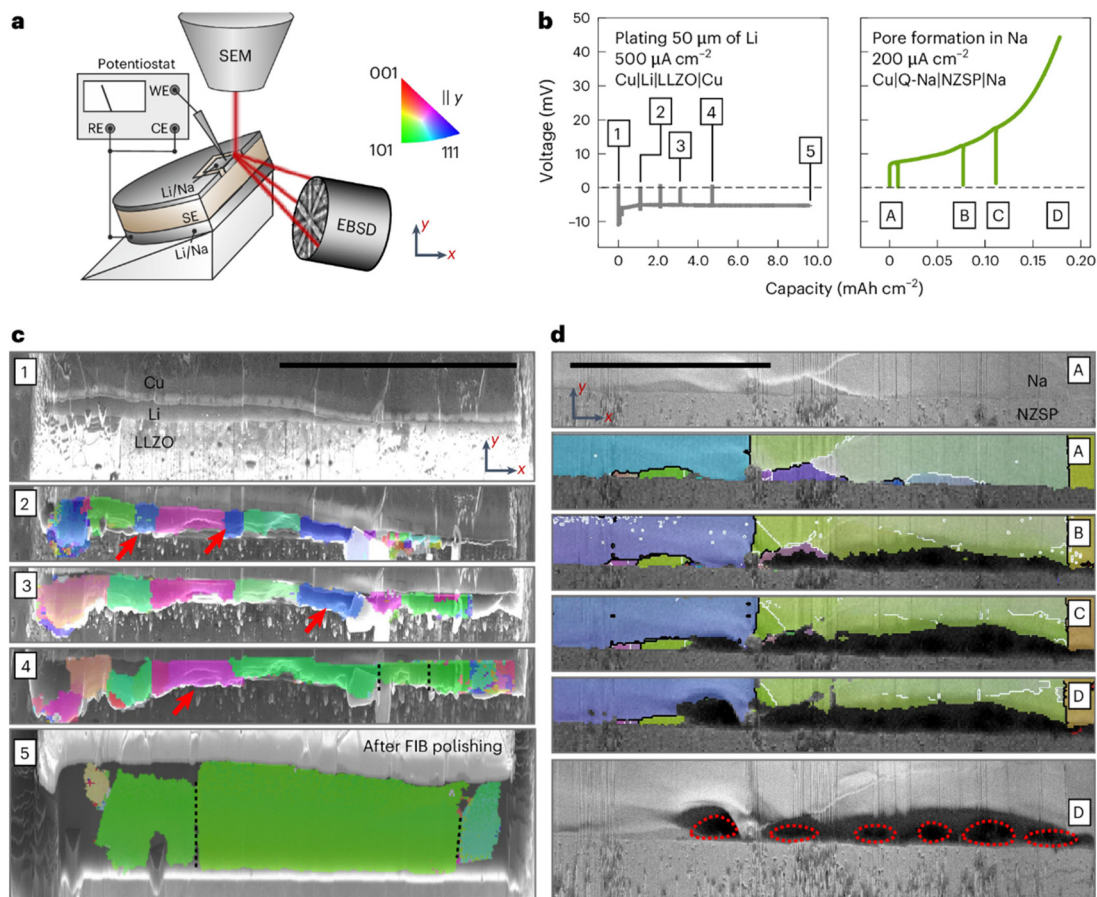 a
SEM
Potentiostat
WE
RE
CE
001
|| y
101
111
Li/Na
SE
Li/Na
EBSD
y
x
b
Voltage (mV)
50
40
30
20
10
0
−10
Plating 50 µm of Li
500 µA cm−2
Cu|Li|LLZO|Cu
1
2
3
4
5
0
2.0
4.0
6.0
8.0
10.0
Pore formation in Na
200 µA cm−2
Cu|Q-Na|NZSP|Na
A
B
C
D
0
0.05
0.10
0.15
0.20
Capacity (mAh cm−2)
c
1
Cu
Li
LLZO
y
x
2
3
4
5
After FIB polishing
d
A
Na
NZSP
y
x
A
B
C
D
D